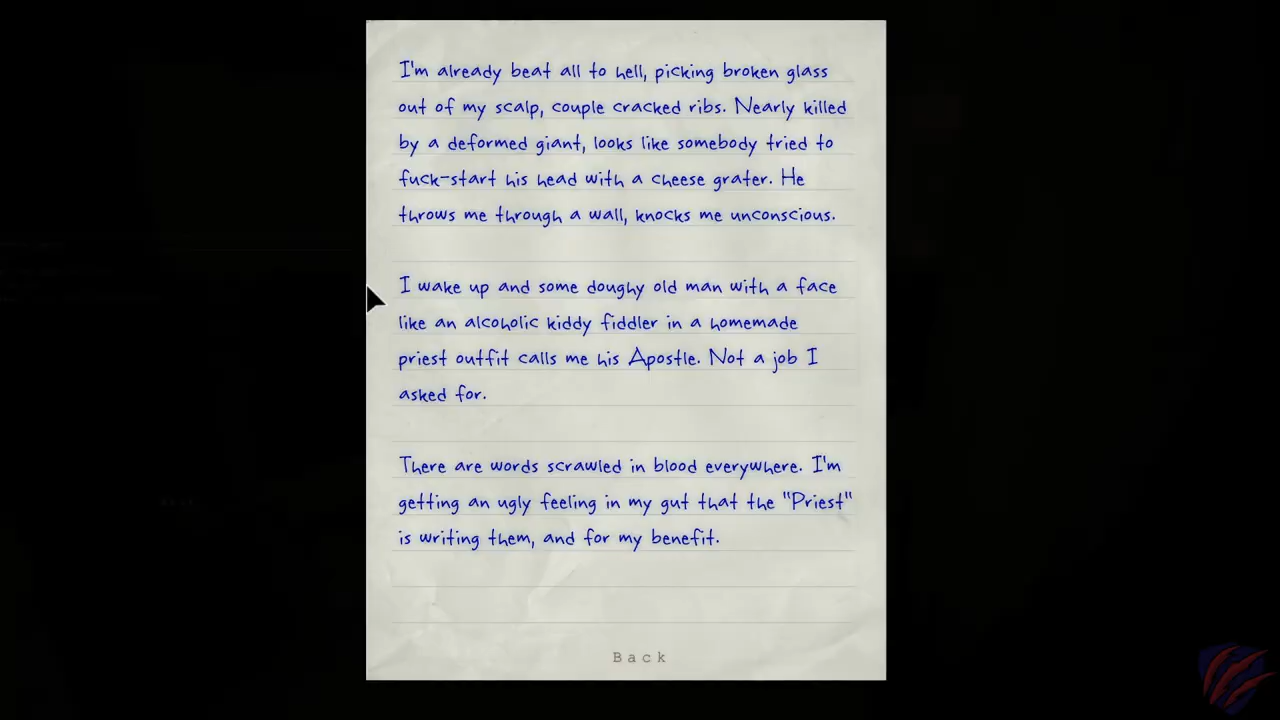 I'm already beat all to hell, picking broken glass
out of my scalp, couple cracked ribs. Nearly killed
by a deformed giant, looks like somebody tried to
fuck-start his head with a cheese grater. He
throws me through a wall, knocks me unconscious.
I wake up and some doughy old man with a face
like an alcoholic kiddy fiddler in a homemade
priest outfit calls me his Apostle. Not a job I
asked for.
There are words scrawled in blood everywhere. I'm
getting an ugly feeling in my gut that the "Priest"
is writing them, and for my benefit.
Back